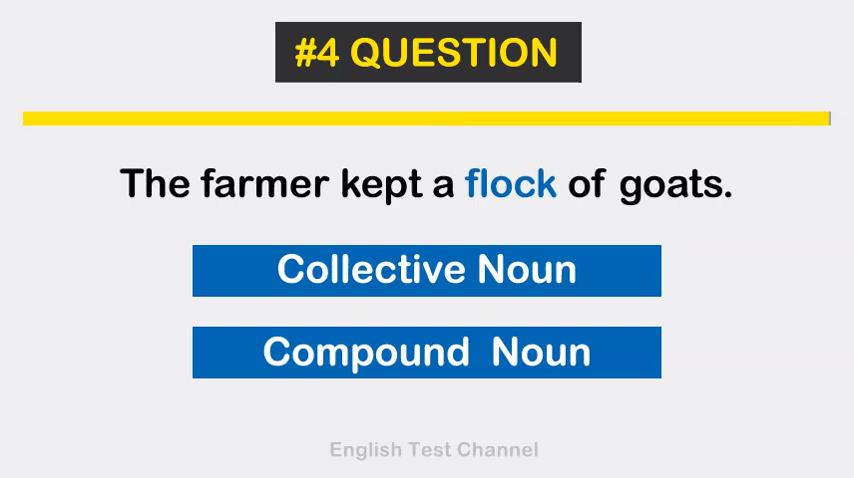 #4 QUESTION
The farmer kept a flock of goats.
Collective Noun
Compound Noun
English Test Channel